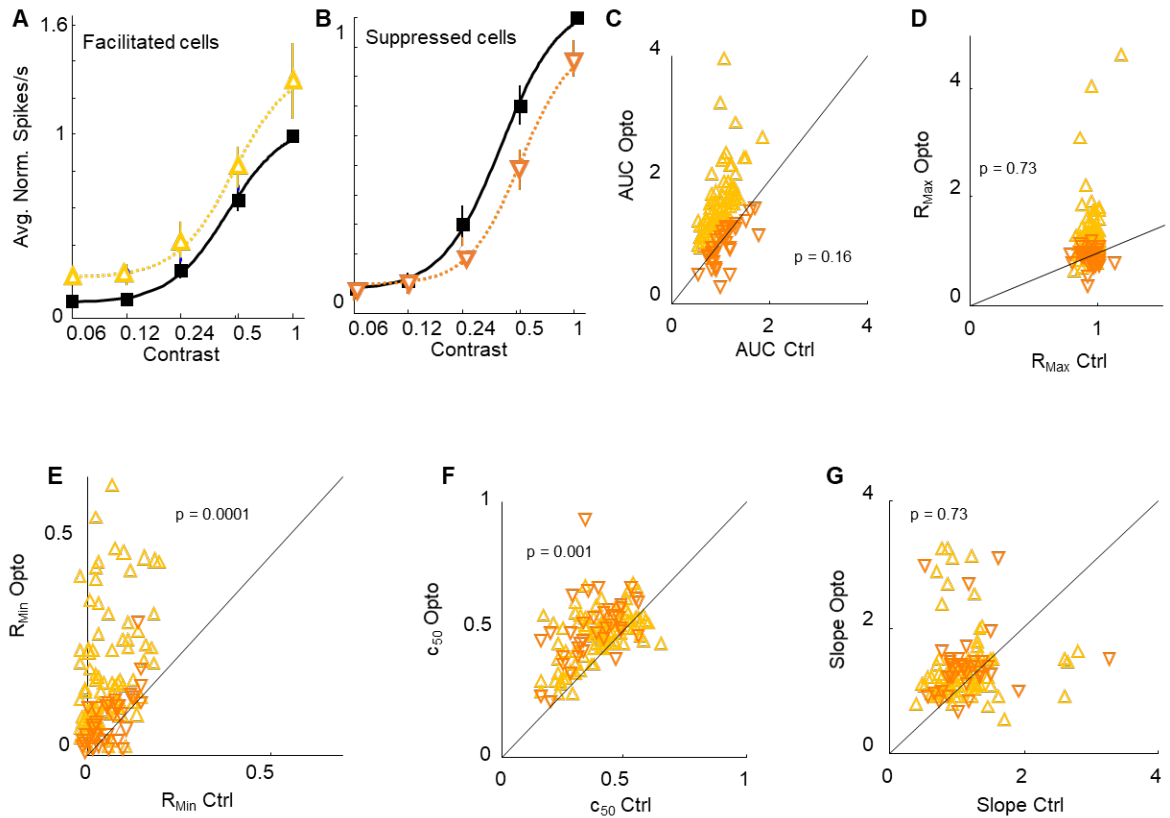 A
1.6
Facilitated cells
Avg. Norm. Spikes/s
1
0
0.06 0.12 0.24 0.5 1
Contrast
B
1
Suppressed cells
0
0.06 0.12 0.24 0.5 1
Contrast
C
4
AUC Opto
2
p = 0.16
0
0 2 4
AUC Ctrl
D
4
RMax Opto
p = 0.73
2
0
0 1
RMax Ctrl
E
p = 0.0001
0.5
RMin Opto
0
0 0.5
RMin Ctrl
F
1
p = 0.001
c50 Opto
0.5
0
0 0.5 1
c50 Ctrl
G
4
p = 0.73
Slope Opto
2
0
0 2 4
Slope Ctrl